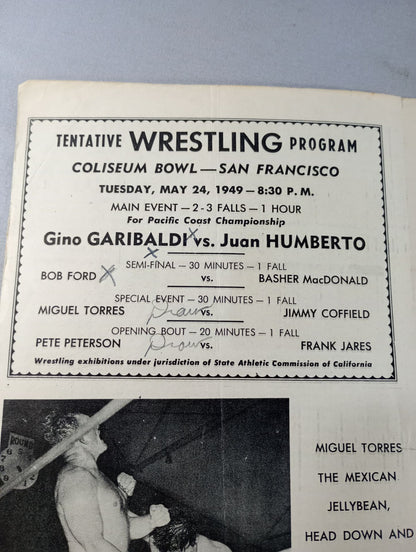 TENTATIVE WRESTLING PROGRAM
COLISEUM BOWL — SAN FRANCISCO
TUESDAY, MAY 24, 1949 — 8:30 P. M.
MAIN EVENT — 2 - 3 FALLS — 1 HOUR
For Pacific Coast Championship
Gino GARIBALDI x vs. Juan HUMBERTO
x
SEMI-FINAL — 30 MINUTES — 1 FALL
BOB FORD x vs. BASHER MacDONALD
SPECIAL EVENT — 30 MINUTES — 1 FALL
MIGUEL TORRES Draw vs. JIMMY COFFIELD
OPENING BOUT — 20 MINUTES — 1 FALL
PETE PETERSON Draw vs. FRANK JARES
Wrestling exhibitions under jurisdiction of State Athletic Commission of California
ROUND
MIGUEL TORRES
THE MEXICAN
JELLYBEAN,
HEAD DOWN AND